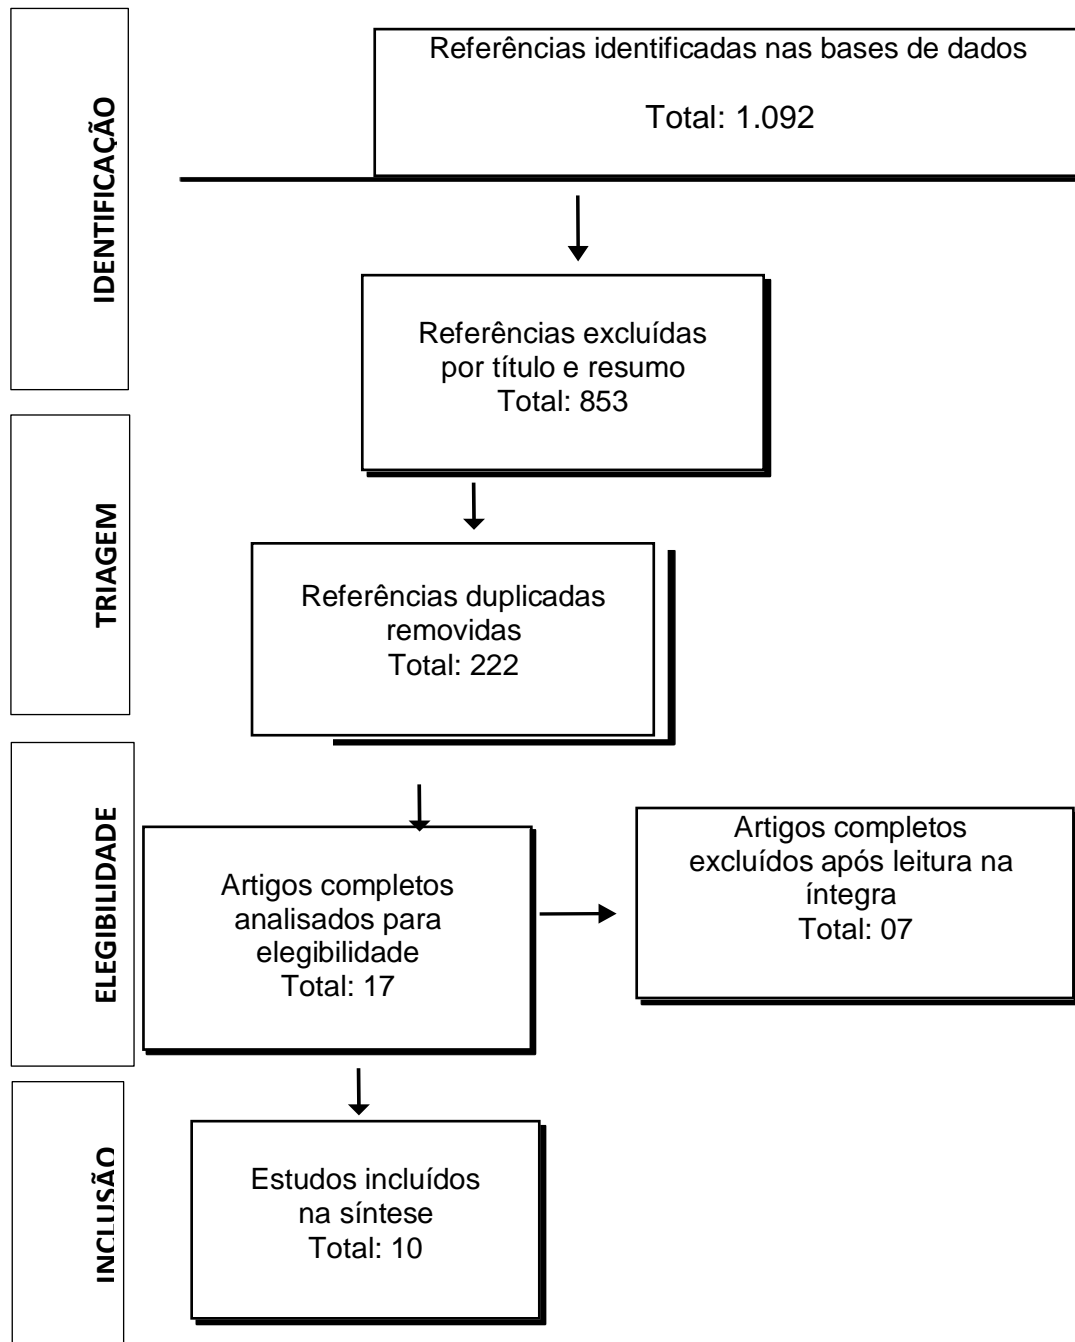 IDENTIFICAÇÃO
Referências identificadas nas bases de dados
Total: 1.092
Referências excluídas
por título e resumo
Total: 853
TRIAGEM
Referências duplicadas
removidas
Total: 222
ELEGIBILIDADE
Artigos completos
analisados para
elegibilidade
Total: 17
Artigos completos
excluídos após leitura na
íntegra
Total: 07
INCLUSÃO
Estudos incluídos
na síntese
Total: 10